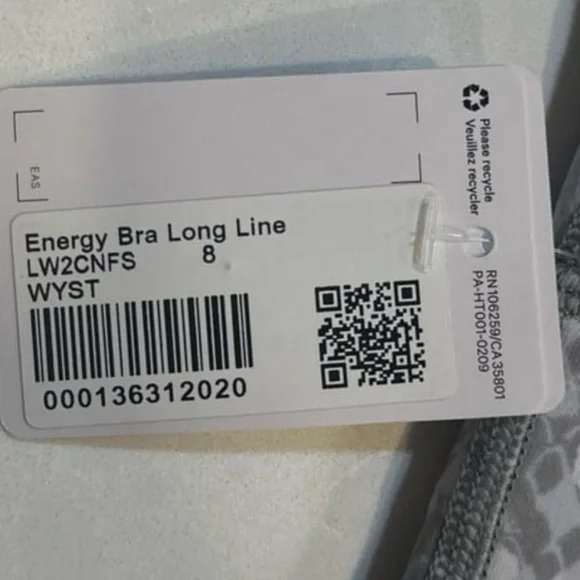 EAS
Energy Bra Long Line
LW2CNFS 8
WYST
000136312020
Please recycle
Veuillez recycler
RN106259/CA35801
PA-HT001-0209